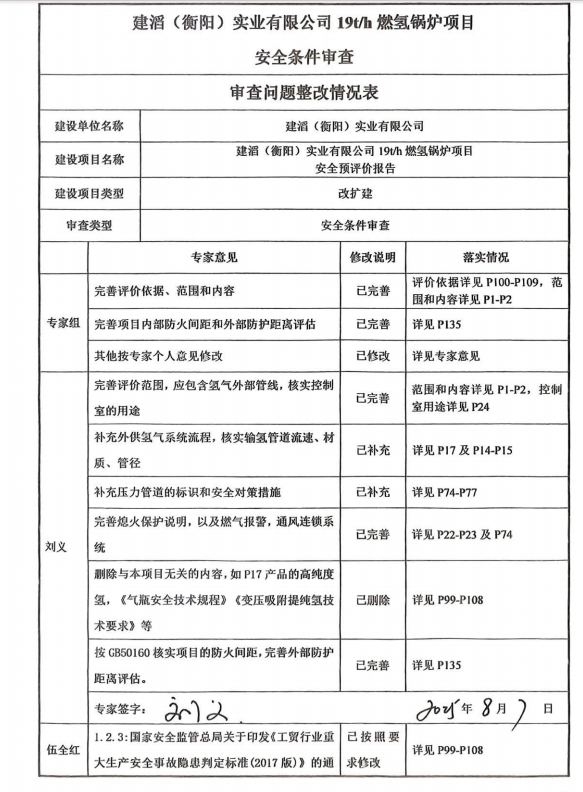 建滔（衡阳）实业有限公司 19t/h 燃氢锅炉项目
安全条件审查
审查问题整改情况表
建设单位名称 建滔（衡阳）实业有限公司
建设项目名称 建滔（衡阳）实业有限公司 19t/h 燃氢锅炉项目
安全预评价报告
建设项目类型 改扩建
审查类型 安全条件审查
专家意见 修改说明 落实情况
专家组
完善评价依据、范围和内容 已完善 评价依据详见 P100-P109，范
围和内容详见 P1-P2
完善项目内部防火间距和外部防护距离评估 已完善 详见 P135
其他按专家个人意见修改 已修改 详见专家意见
刘义
完善评价范围，应包含氢气外部管线，核实控制
室的用途 已完善 范围和内容详见 P1-P2，控制
室用途详见 P24
补充外供氢气系统流程，核实输氢管道流速、材
质、管径 已补充 详见 P17 及 P14-P15
补充压力管道的标识和安全对策措施 已补充 详见 P74-P77
完善熄火保护说明，以及燃气报警，通风连锁系
统 已完善 详见 P22-P23 及 P74
删除与本项目无关的内容，如 P17 产品的高纯度
氢，《气瓶安全技术规程》《变压吸附提纯氢技
术要求》等 已删除 详见 P99-P108
按 GB50160 核实项目的防火间距，完善外部防护
距离评估。 已完善 详见 P135
专家签字： 刘义 2025 年 8 月 7 日
伍全红
1.2.3:国家安全监管总局关于印发《工贸行业重
大生产安全事故隐患判定标准(2017 版)》的通
已按照要
求修改 详见 P99-P108